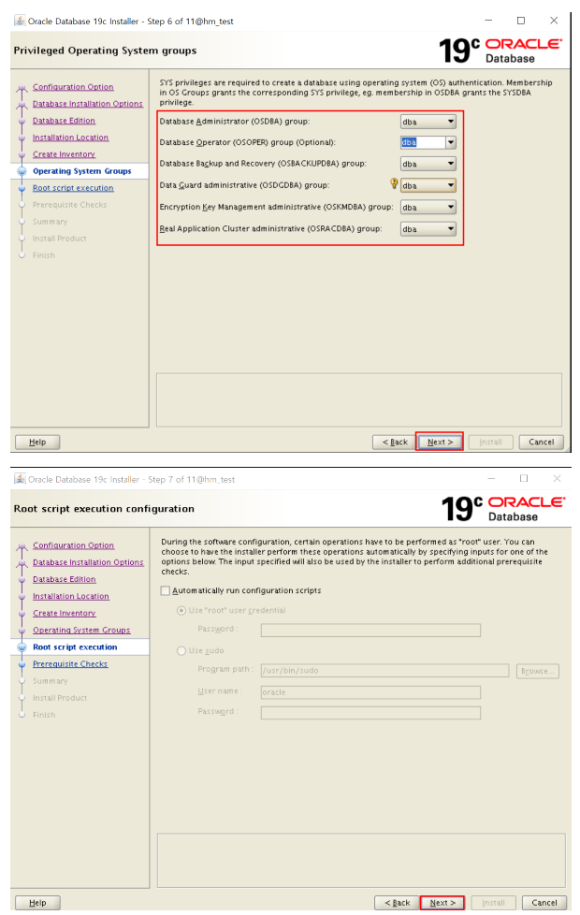 Oracle Database 19c Installer - Step 6 of 11@hm_test
Privileged Operating System groups
19c ORACLE Database
Configuration Option
Database Installation Options
Database Edition
Installation Location
Create Inventory
Operating System Groups
Root script execution
Prerequisite Checks
Summary
Install Product
Finish
SYS privileges are required to create a database using operating system (OS) authentication. Membership
in OS Groups grants the corresponding SYS privilege, eg. membership in OSDBA grants the SYSDBA
privilege.
Database Administrator (OSDBA) group: dba
Database Operator (OSOPER) group (Optional): dba
Database Backup and Recovery (OSBACKUPDBA) group: dba
Data Guard administrative (OSDGDBA) group: dba
Encryption Key Management administrative (OSKMDBA) group: dba
Real Application Cluster administrative (OSRACDBA) group: dba
Help
< Back
Next >
Install
Cancel
Oracle Database 19c Installer - Step 7 of 11@hm_test
Root script execution configuration
19c ORACLE Database
Configuration Option
Database Installation Options
Database Edition
Installation Location
Create Inventory
Operating System Groups
Root script execution
Prerequisite Checks
Summary
Install Product
Finish
During the software configuration, certain operations have to be performed as "root" user. You can
choose to have the installer perform these operations automatically by specifying inputs for one of the
options below. The input specified will also be used by the installer to perform additional prerequisite
checks.
Automatically run configuration scripts
Use "root" user credential
Password :
Use sudo
Program path : /usr/bin/sudo
Browse...
User name : oracle
Password :
Help
< Back
Next >
Install
Cancel